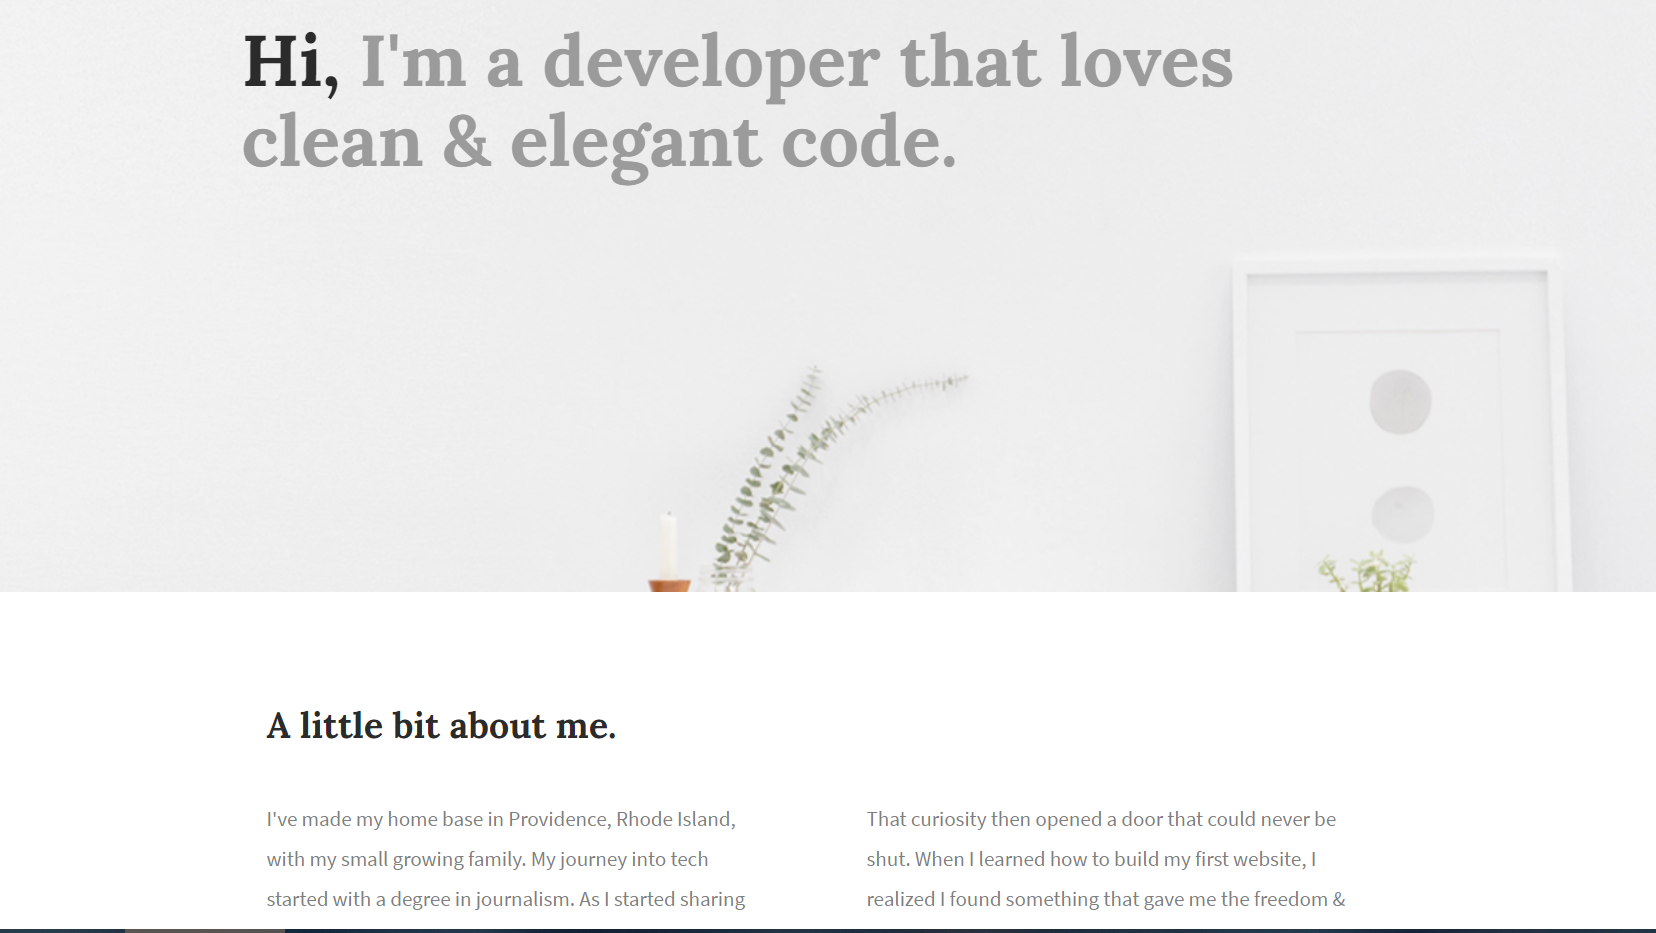 Hi, I'm a developer that loves
clean & elegant code.
A little bit about me.
I've made my home base in Providence, Rhode Island,
with my small growing family. My journey into tech
started with a degree in journalism. As I started sharing
That curiosity then opened a door that could never be
shut. When I learned how to build my first website, I
realized I found something that gave me the freedom &